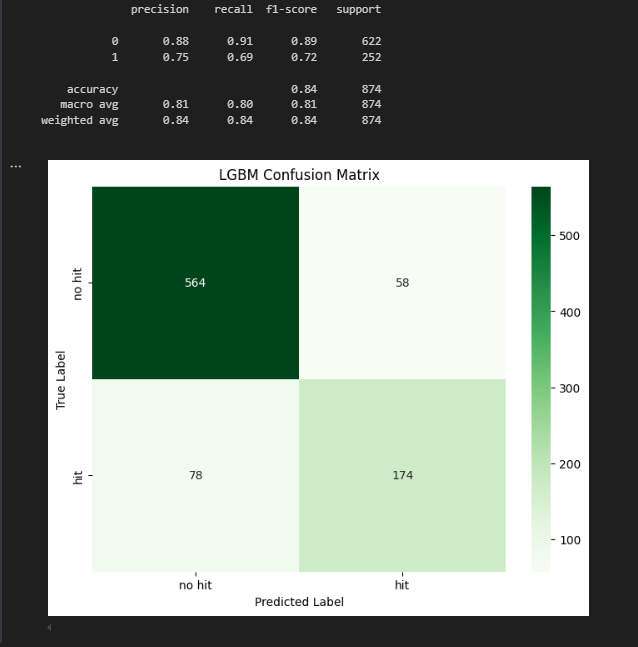 precision recall f1-score support
0 0.88 0.91 0.89 622
1 0.75 0.69 0.72 252
accuracy 0.84 874
macro avg 0.81 0.80 0.81 874
weighted avg 0.84 0.84 0.84 874
...
LGBM Confusion Matrix
no hit 564 58
hit 78 174
True Label
no hit hit
Predicted Label
500
400
300
200
100